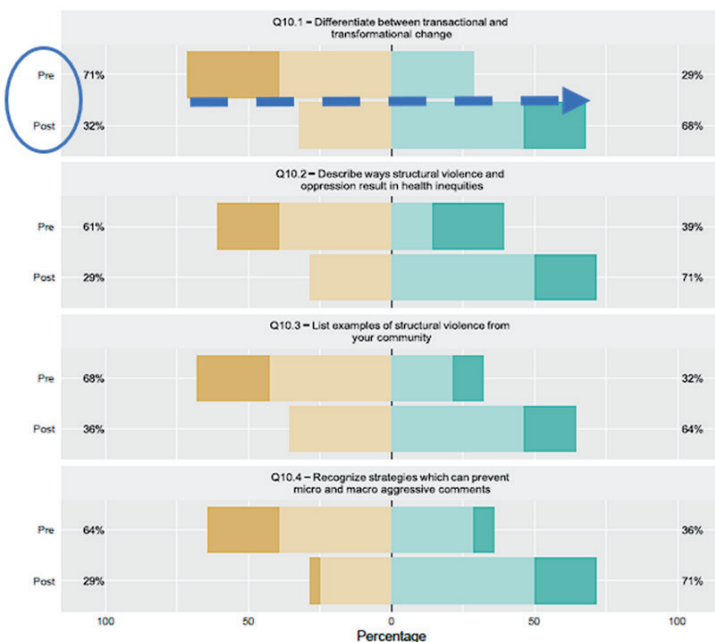 Q10.1 – Differentiate between transactional and
transformational change
Pre 71% 29%
Post 32% 68%
Q10.2 – Describe ways structural violence and
oppression result in health inequities
Pre 61% 39%
Post 29% 71%
Q10.3 – List examples of structural violence from
your community
Pre 68% 32%
Post 36% 64%
Q10.4 – Recognize strategies which can prevent
micro and macro aggressive comments
Pre 64% 36%
Post 29% 71%
100 50 0 50 100
Percentage